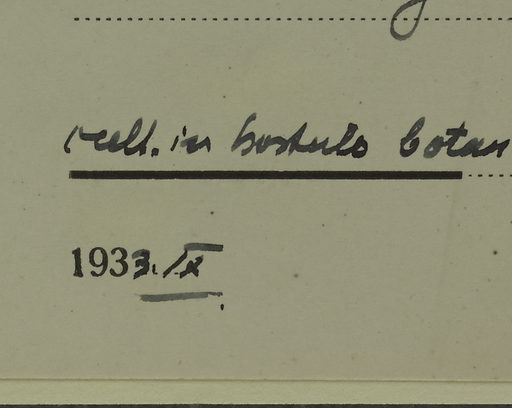 Cult. in hortulo botan
1933. IX